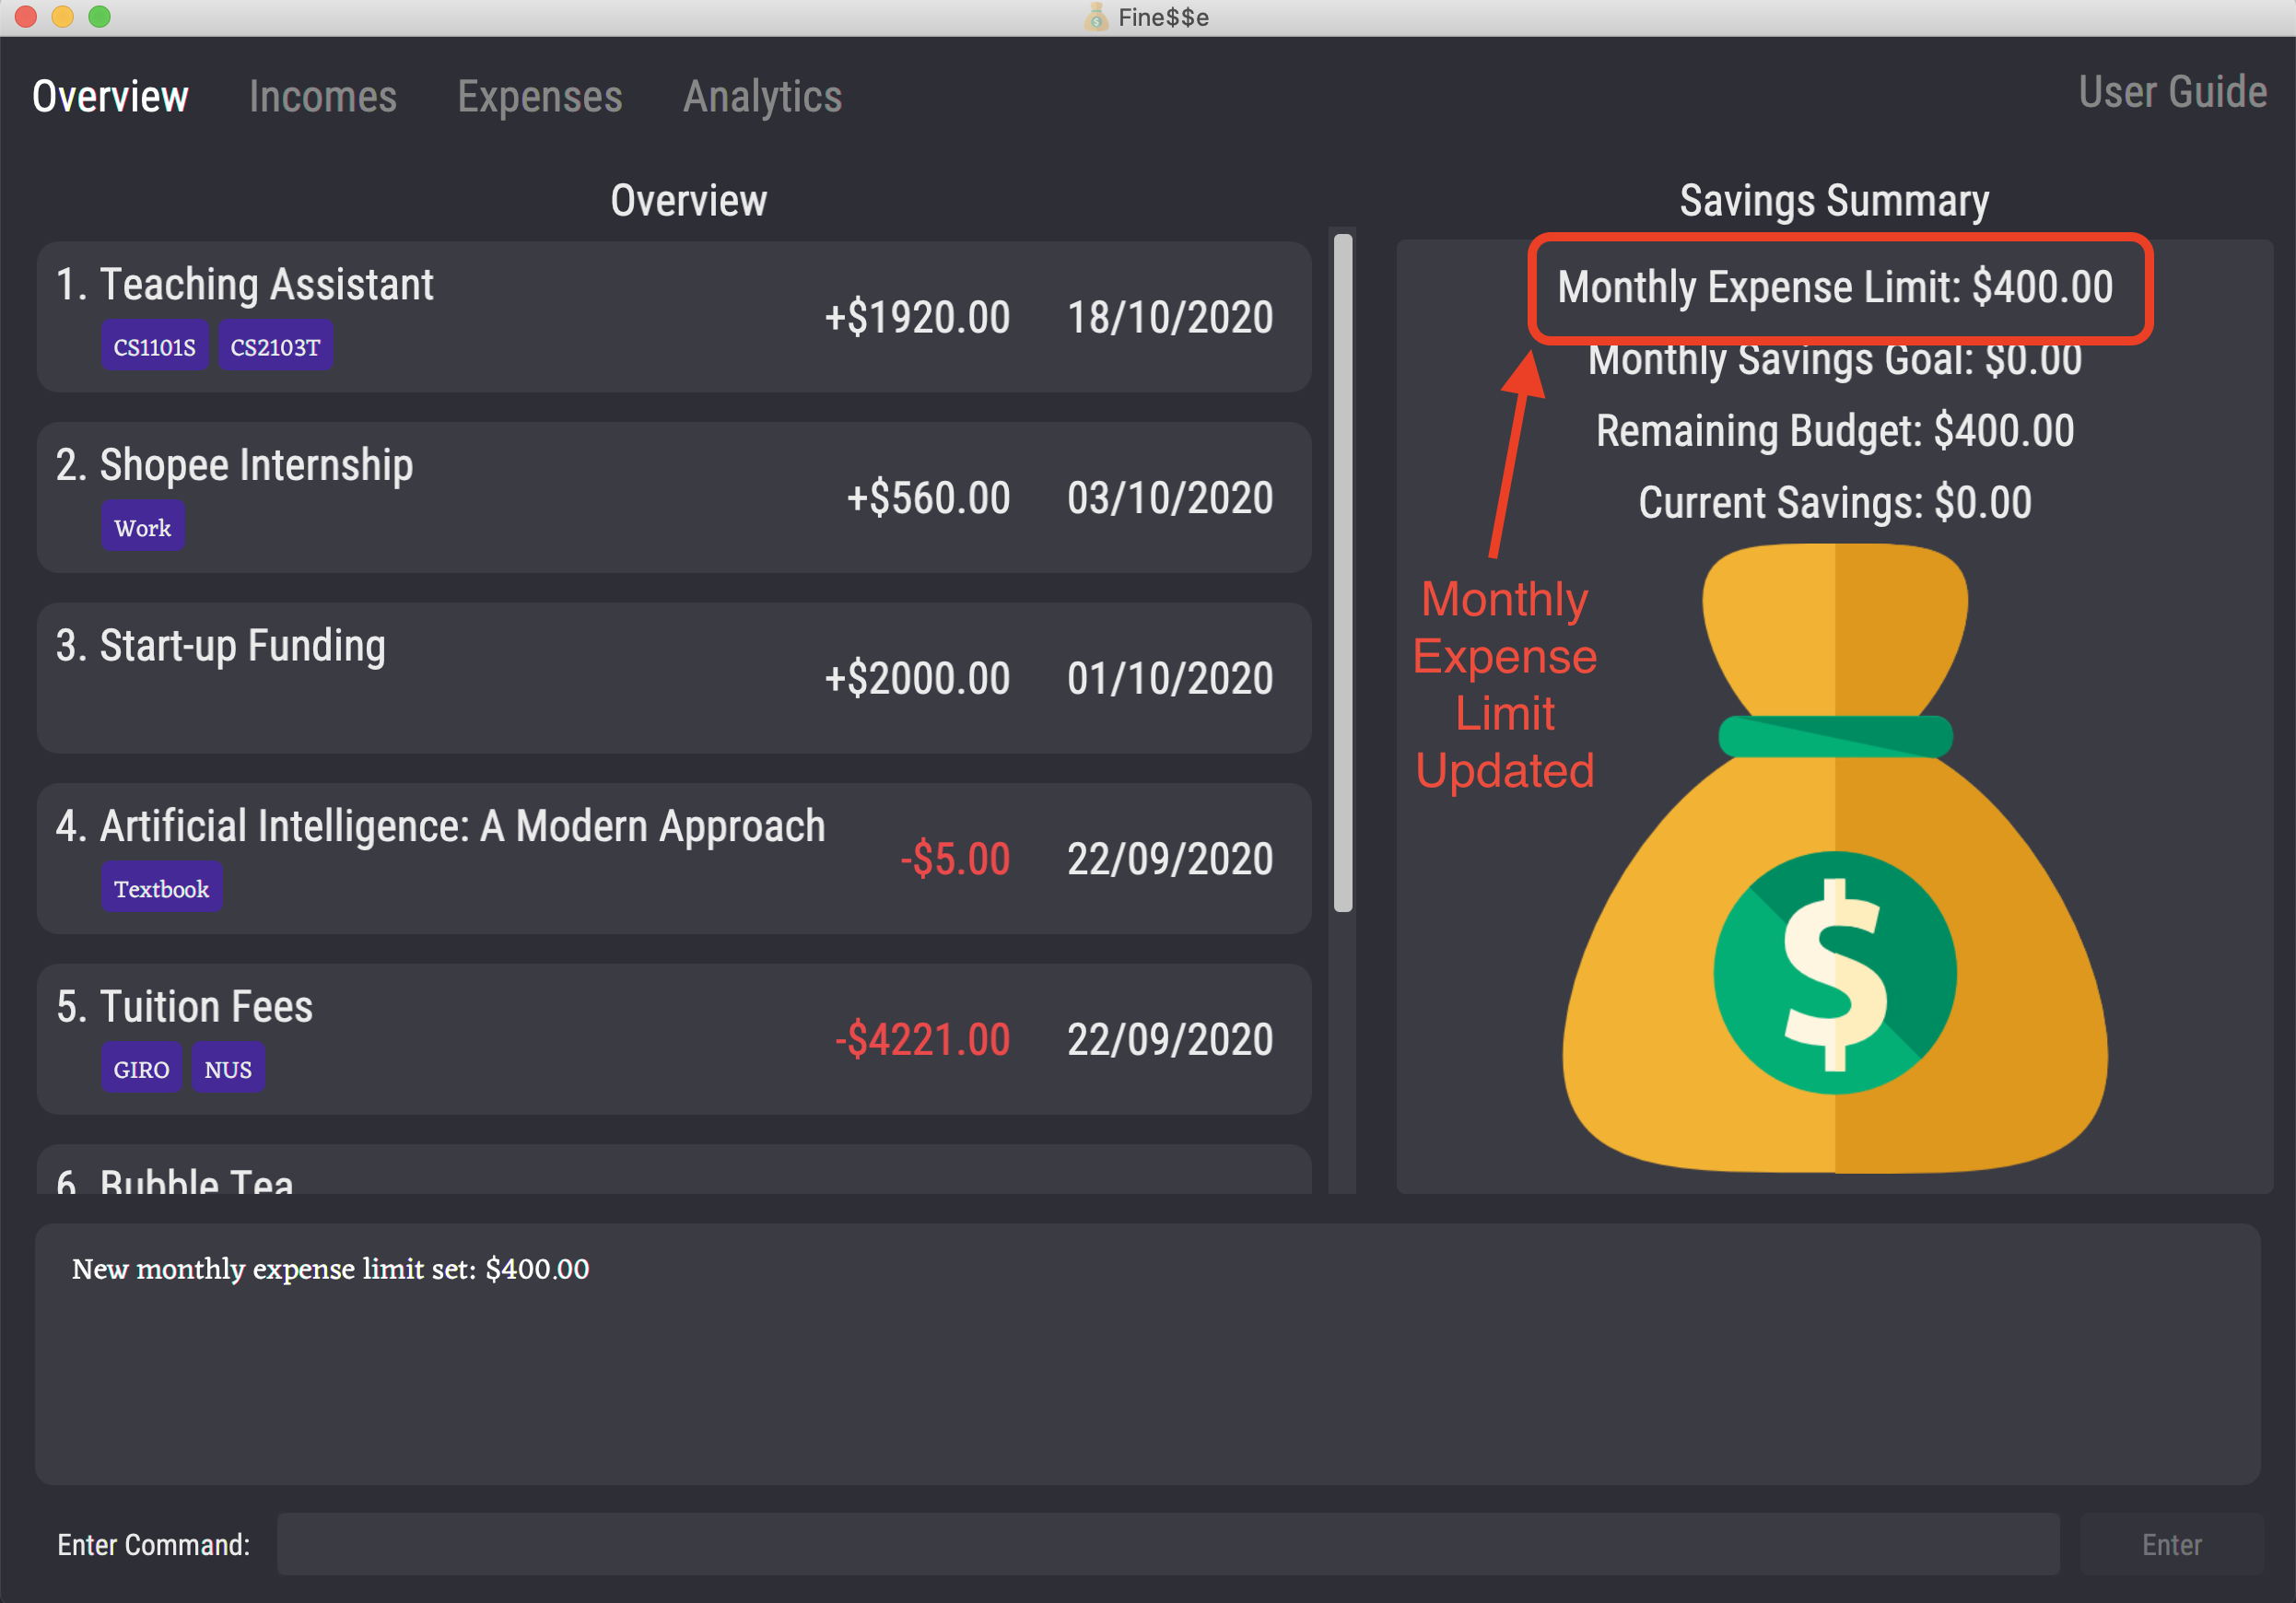 Fine$$e
Overview Incomes Expenses Analytics User Guide
Overview
1. Teaching Assistant
CS1101S CS2103T
+$1920.00 18/10/2020
2. Shopee Internship
Work
+$560.00 03/10/2020
3. Start-up Funding
+$2000.00 01/10/2020
4. Artificial Intelligence: A Modern Approach
Textbook
-$5.00 22/09/2020
5. Tuition Fees
GIRO NUS
-$4221.00 22/09/2020
6. Bubble Tea
Savings Summary
Monthly Expense Limit: $400.00
Monthly Savings Goal: $0.00
Remaining Budget: $400.00
Current Savings: $0.00
Monthly
Expense
Limit
Updated
$
New monthly expense limit set: $400.00
Enter Command:
Enter